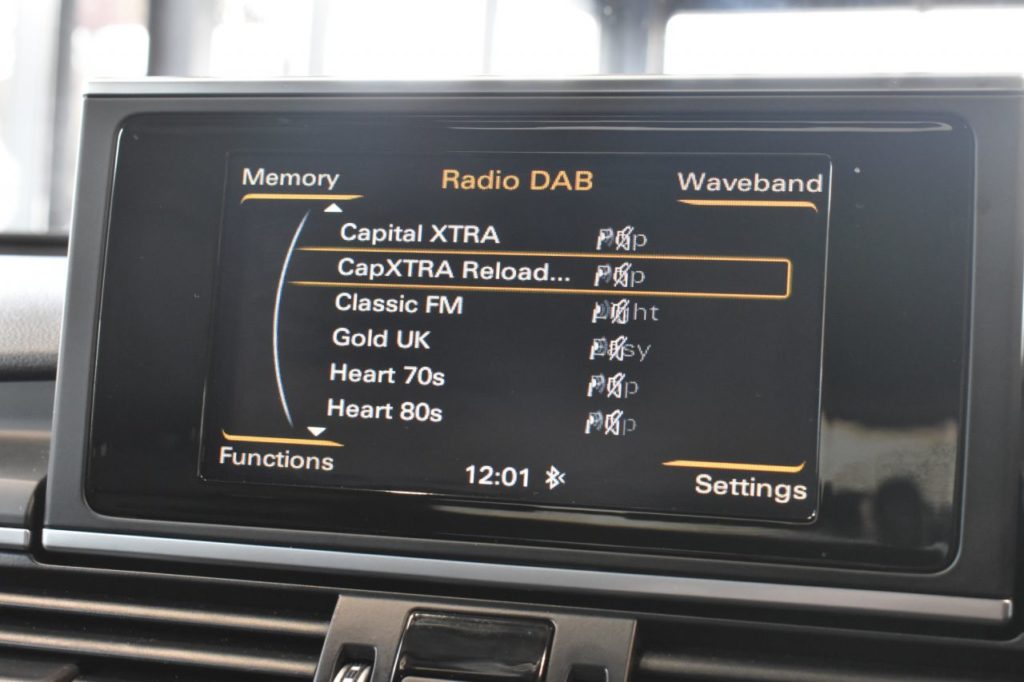 Memory
Radio DAB
Waveband
Capital XTRA
CapXTRA Reload...
Classic FM
Gold UK
Heart 70s
Heart 80s
Functions
12:01
Settings